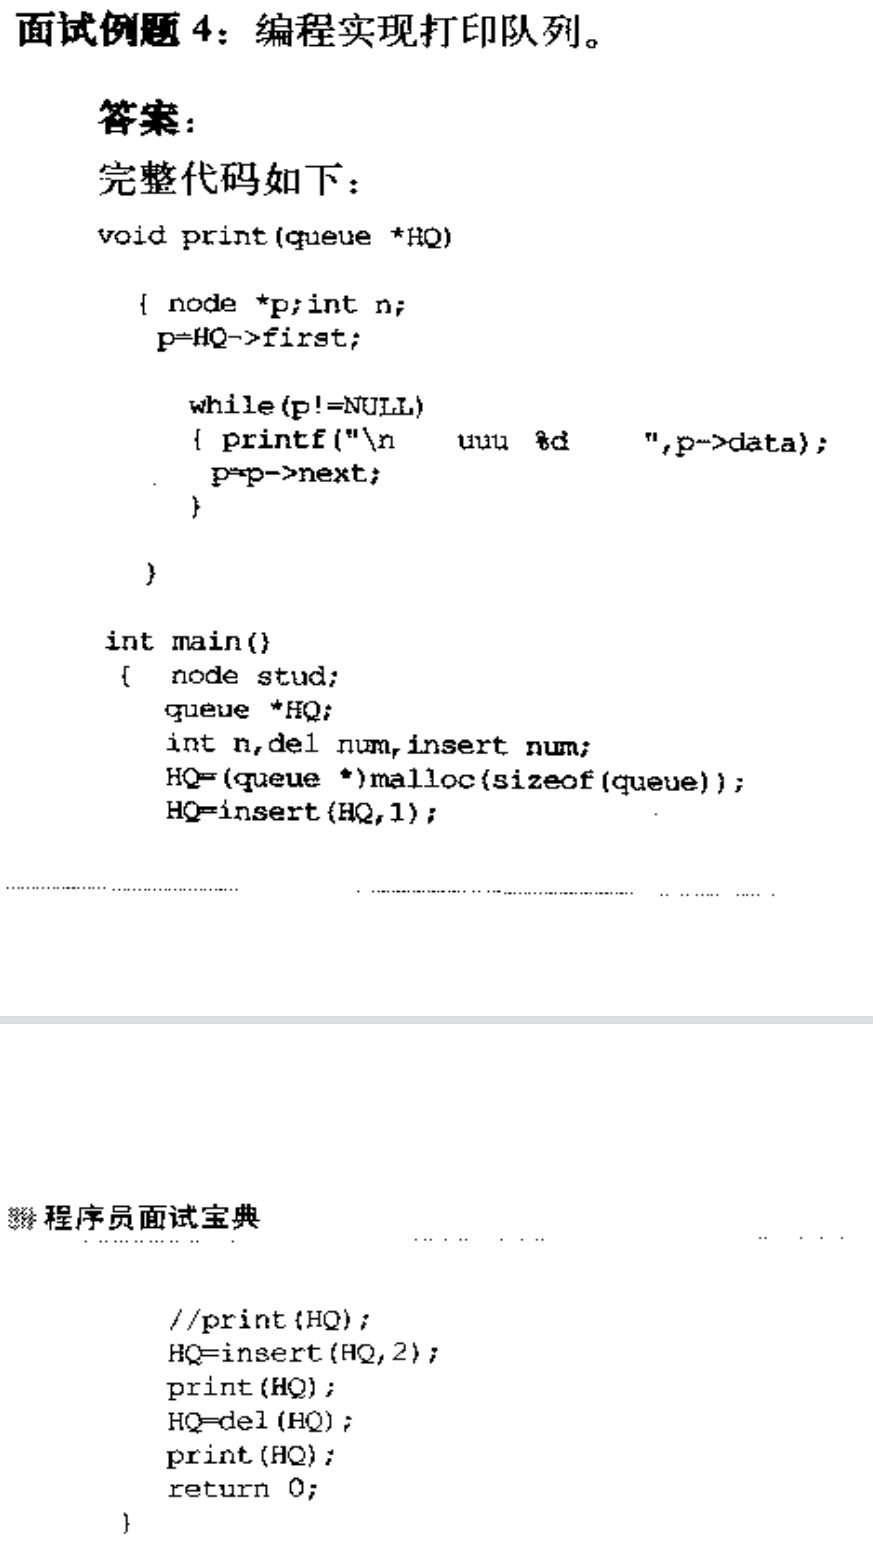 面试例题 4：编程实现打印队列。
答案：
完整代码如下：
void print(queue *HQ)
{ node *p;int n;
p=HQ->first;
while(p!=NULL)
{ printf("\n    uuu %d    ",p->data);
p=p->next;
}
}
int main()
{ node stud;
queue *HQ;
int n,del num,insert num;
HQ=(queue *)malloc(sizeof(queue));
HQ=insert(HQ,1);
程序员面试宝典
//print(HQ);
HQ=insert(HQ,2);
print(HQ);
HQ=del(HQ);
print(HQ);
return 0;
}